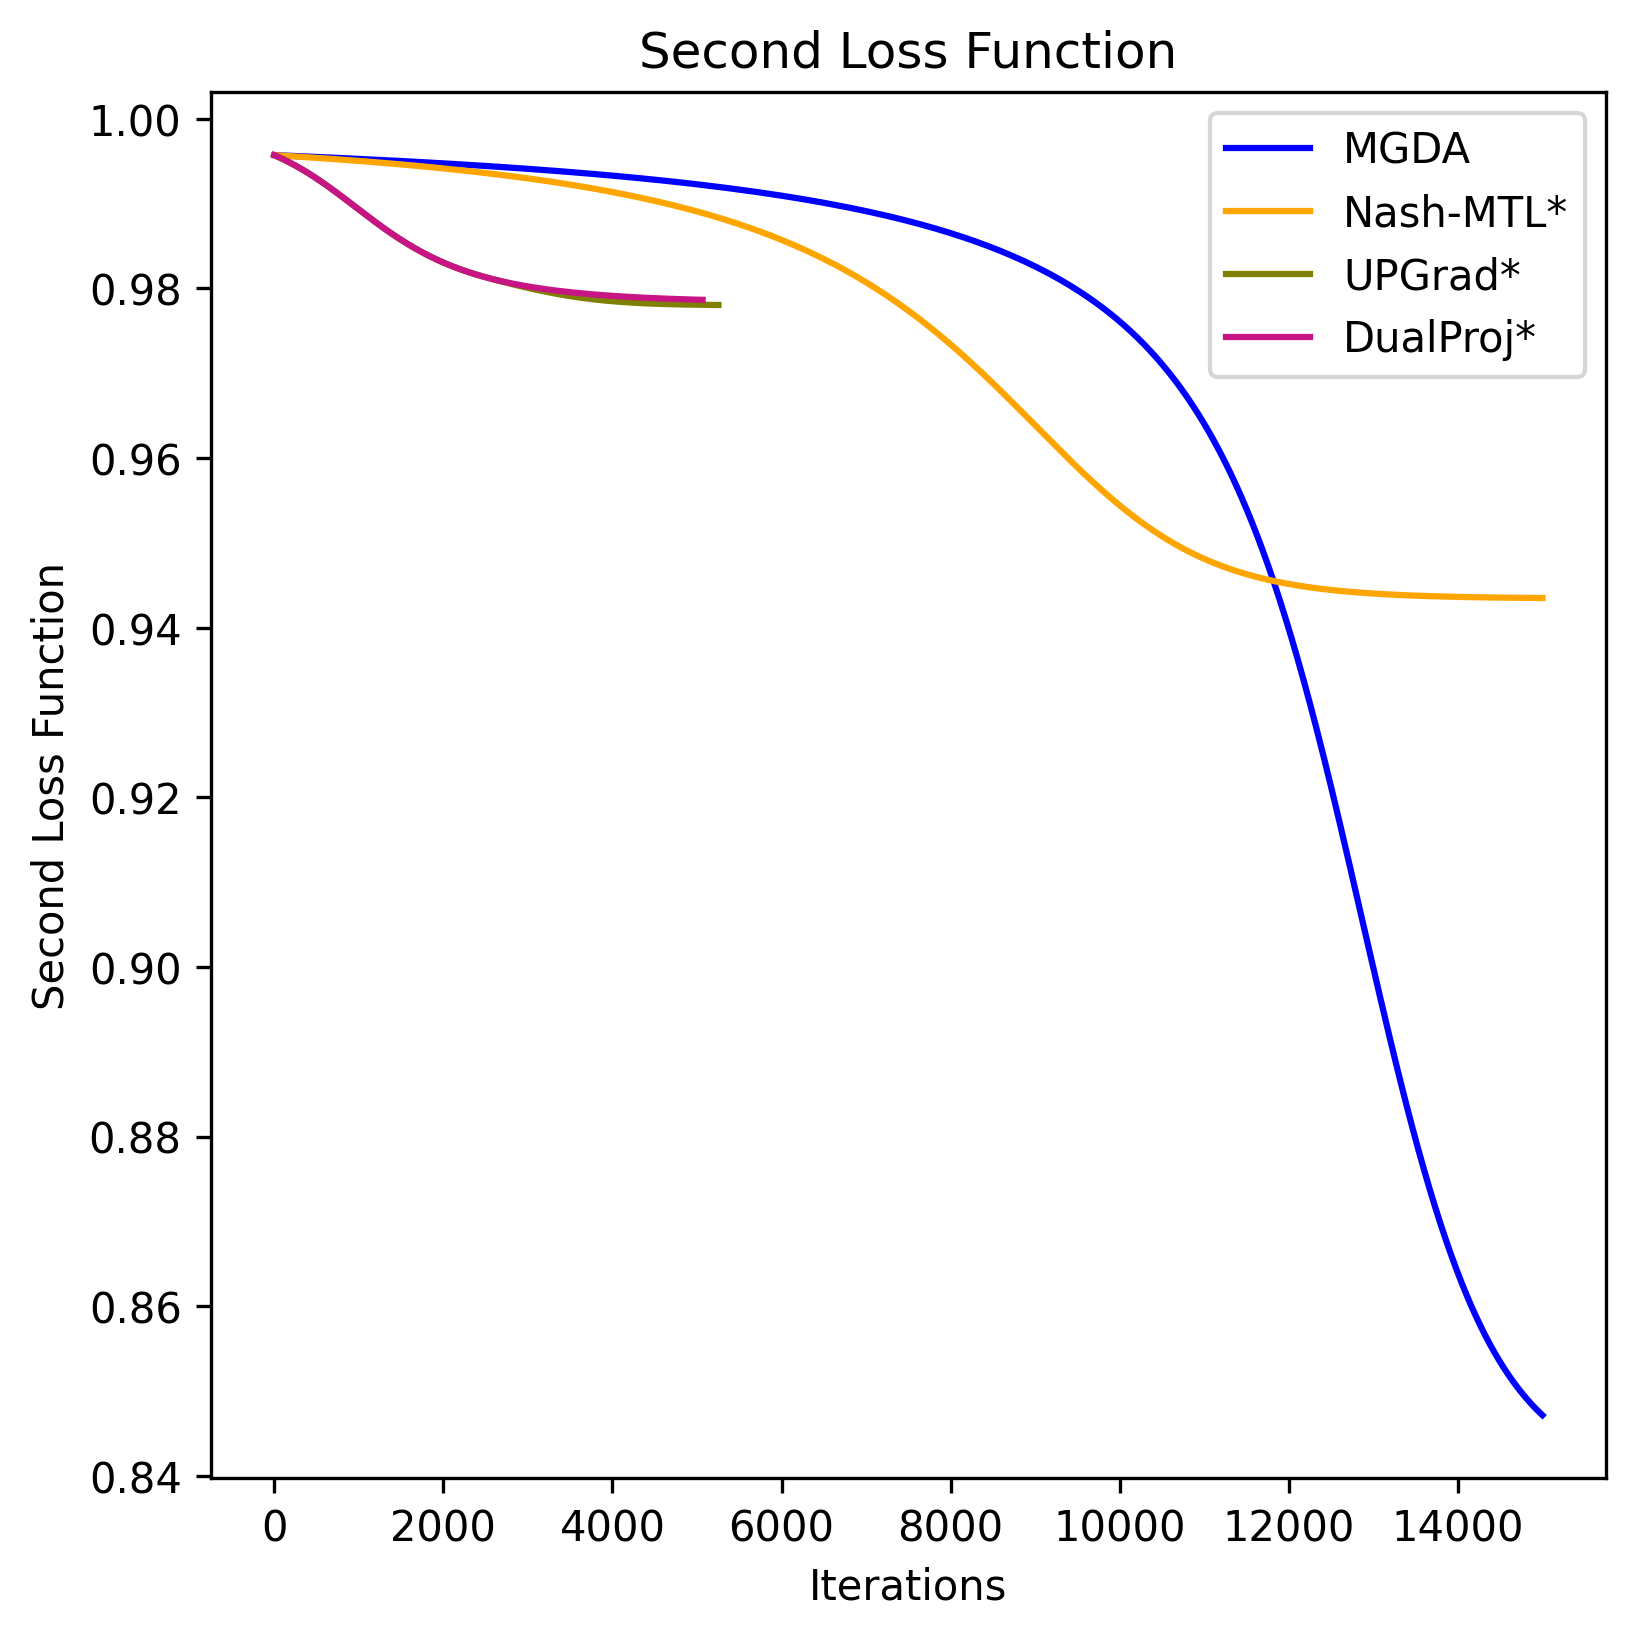 Second Loss Function
MGDA
Nash-MTL*
UPGrad*
DualProj*
Second Loss Function
1.00
0.98
0.96
0.94
0.92
0.90
0.88
0.86
0.84
0 2000 4000 6000 8000 10000 12000 14000
Iterations